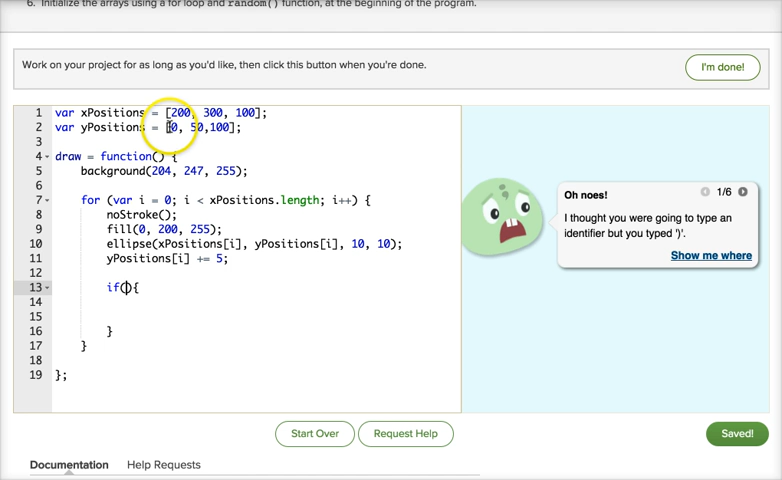 6. Initialize the arrays using a for loop and random() function, at the beginning of the program.
Work on your project for as long as you'd like, then click this button when you're done.
I'm done!
1 var xPositions = [200, 300, 100];
2 var yPositions = [0, 50,100];
3
4 draw = function() {
5 background(204, 247, 255);
6
7 for (var i = 0; i < xPositions.length; i++) {
8 noStroke();
9 fill(0, 200, 255);
10 ellipse(xPositions[i], yPositions[i], 10, 10);
11 yPositions[i] += 5;
12
13 if(){
14
15
16 }
17 }
18
19 };
Oh noes!
1/6
I thought you were going to type an
identifier but you typed ')'.
Show me where
Start Over
Request Help
Saved!
Documentation
Help Requests